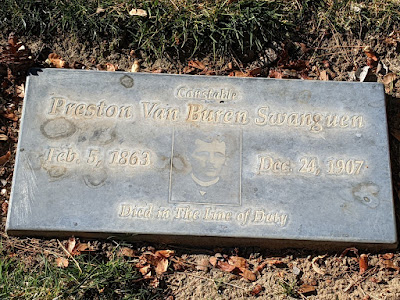 Constable
Preston Van Buren Swanguen
Feb. 5, 1863
Dec. 24, 1907
Died in The Line of Duty